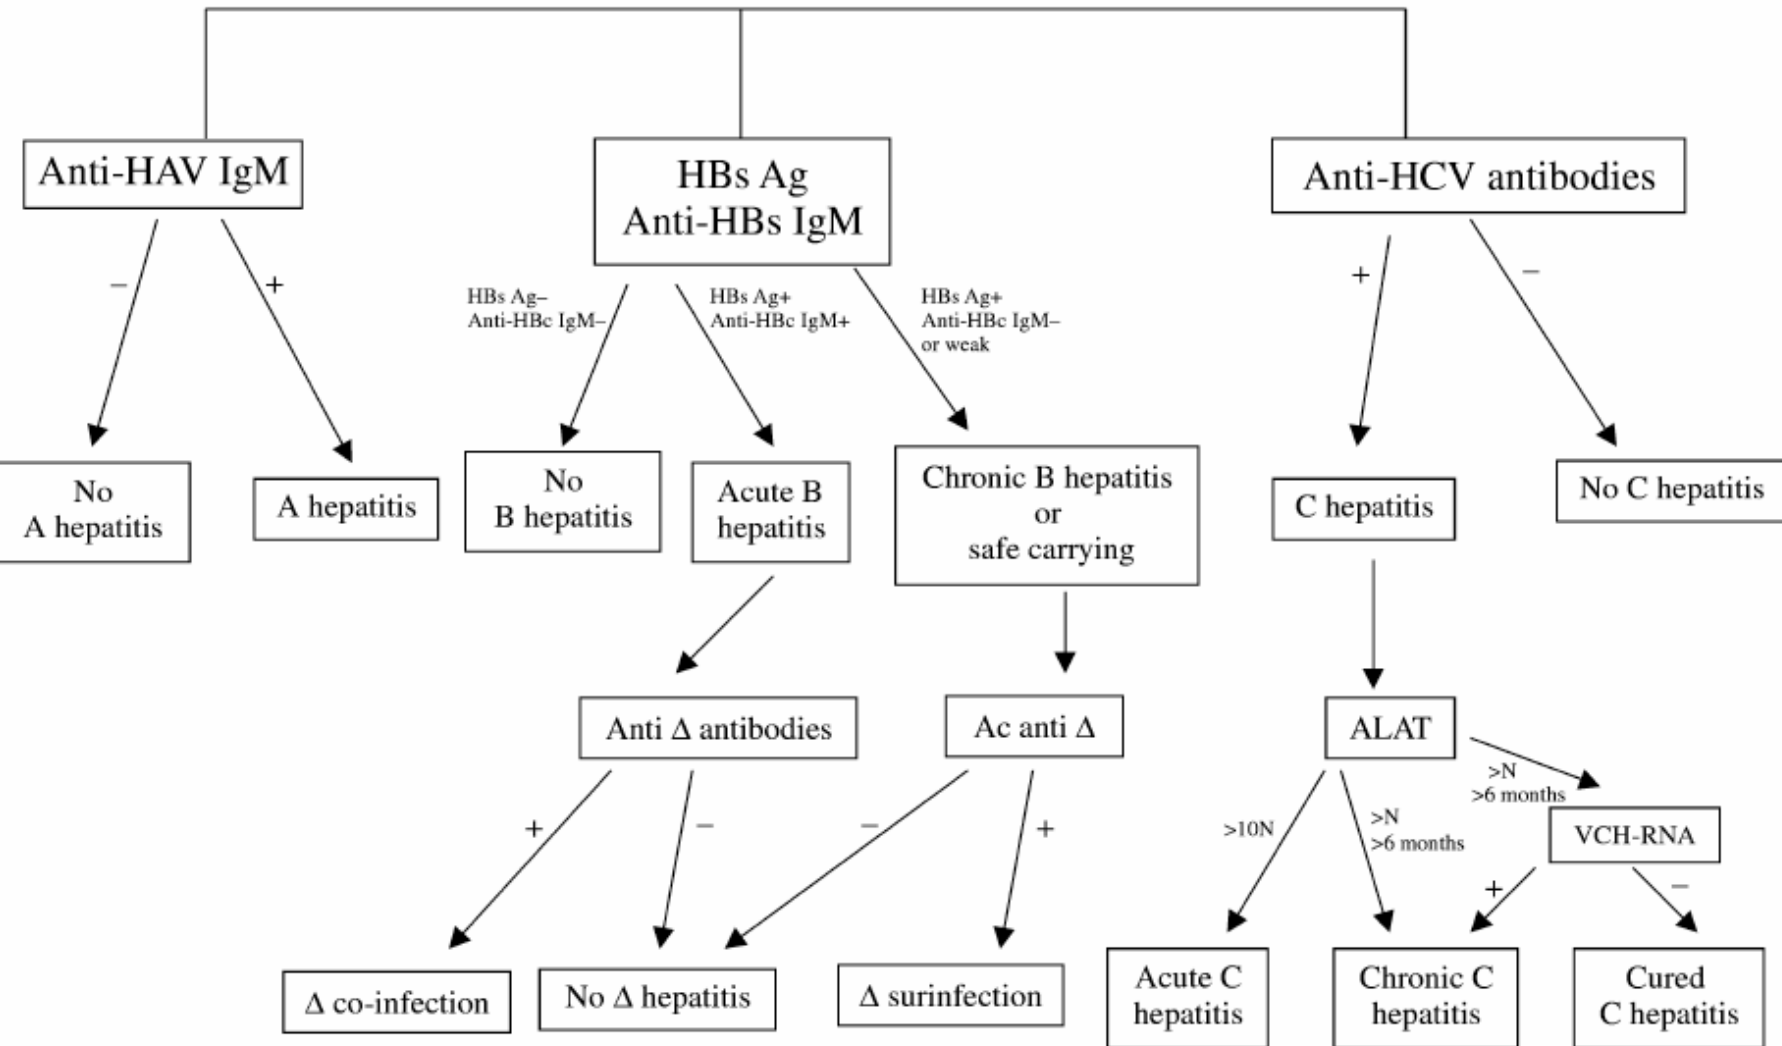 Anti-HAV IgM
HBs Ag
Anti-HBs IgM
Anti-HCV antibodies
–
+
HBs Ag–
Anti-HBc IgM–
HBs Ag+
Anti-HBc IgM+
HBs Ag+
Anti-HBc IgM–
or weak
+
–
No
A hepatitis
A hepatitis
No
B hepatitis
Acute B
hepatitis
Chronic B hepatitis
or
safe carrying
C hepatitis
No C hepatitis
Anti Δ antibodies
Ac anti Δ
ALAT
+
–
–
+
>10N
>N
>6 months
>N
>6 months
VCH-RNA
+
–
Δ co-infection
No Δ hepatitis
Δ surinfection
Acute C
hepatitis
Chronic C
hepatitis
Cured
C hepatitis